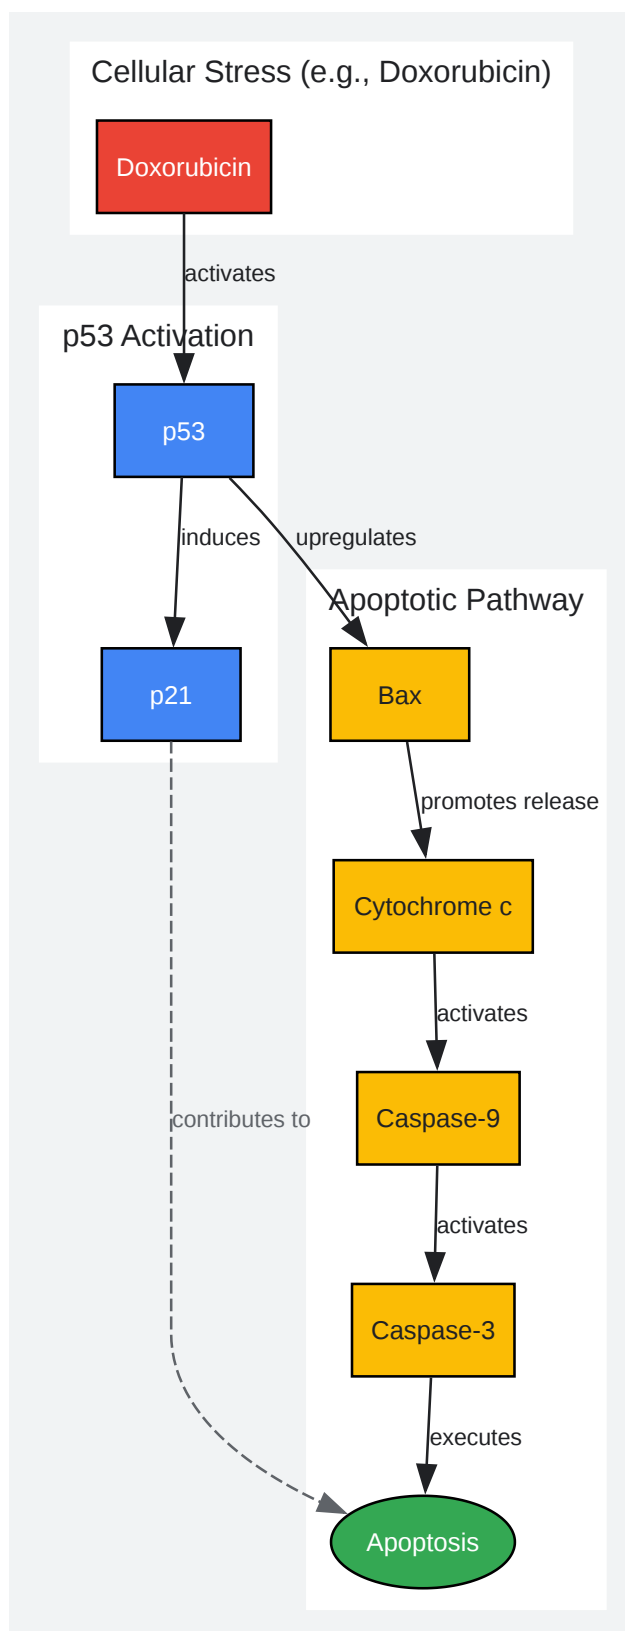 Cellular Stress (e.g., Doxorubicin)
Doxorubicin
activates
p53 Activation
p53
induces
upregulates
Apoptotic Pathway
p21
Bax
promotes release
Cytochrome c
activates
contributes to
Caspase-9
activates
Caspase-3
executes
Apoptosis